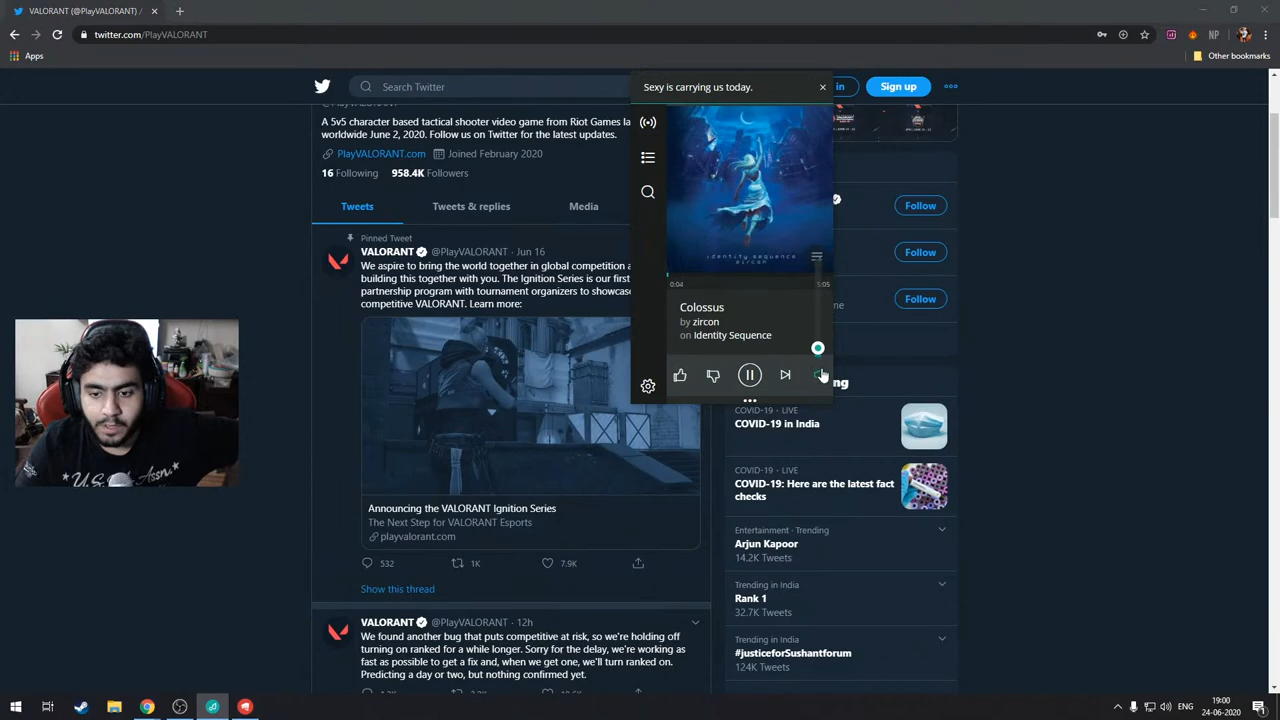 VALORANT (@PlayVALORANT) /
twitter.com/PlayVALORANT
Apps
Other bookmarks
Search Twitter
Sexy is carrying us today.
in
Sign up
A 5v5 character based tactical shooter video game from Riot Games la
worldwide June 2, 2020. Follow us on Twitter for the latest updates.
PlayVALORANT.com
Joined February 2020
16 Following
958.4K Followers
Tweets
Tweets & replies
Media
Pinned Tweet
VALORANT @PlayVALORANT · Jun 16
We aspire to bring the world together in global competition a
building this together with you. The Ignition Series is our first
partnership program with tournament organizers to showcase
competitive VALORANT. Learn more:
Announcing the VALORANT Ignition Series
The Next Step for VALORANT Esports
playvalorant.com
532
1K
7.9K
Show this thread
VALORANT @PlayVALORANT · 12h
We found another bug that puts competitive at risk, so we're holding off
turning on ranked for a while longer. Sorry for the delay, we're working as
fast as possible to get a fix and, when we get one, we'll turn ranked on.
Predicting a day or two, but nothing confirmed yet.
identity sequence
zircon
0:04
5:05
Colossus
by zircon
on Identity Sequence
Follow
Follow
me
Follow
ng
COVID-19 · LIVE
COVID-19 in India
COVID-19 · LIVE
COVID-19: Here are the latest fact
checks
Entertainment · Trending
Arjun Kapoor
14.2K Tweets
Trending in India
Rank 1
32.7K Tweets
Trending in India
#justiceforSushantforum
124K Tweets
NP
U.S. Assn.
ENG
19:00
24-06-2020